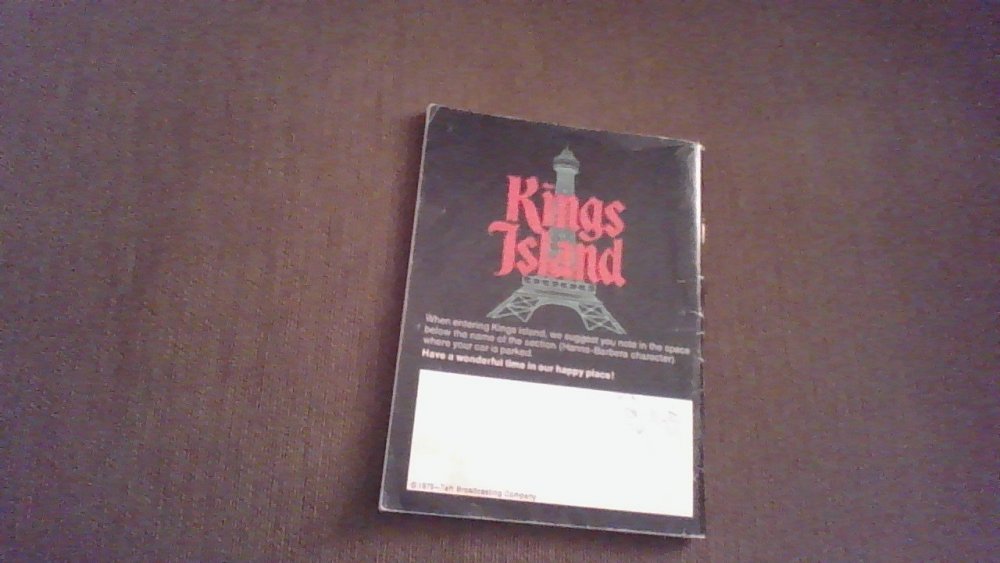 Kings
Island
When entering Kings Island, we suggest you note in the space
below the name of the section (Hanna-Barbera character)
where your car is parked.
Have a wonderful time in our happy place!
© 1975—Taft Broadcasting Company